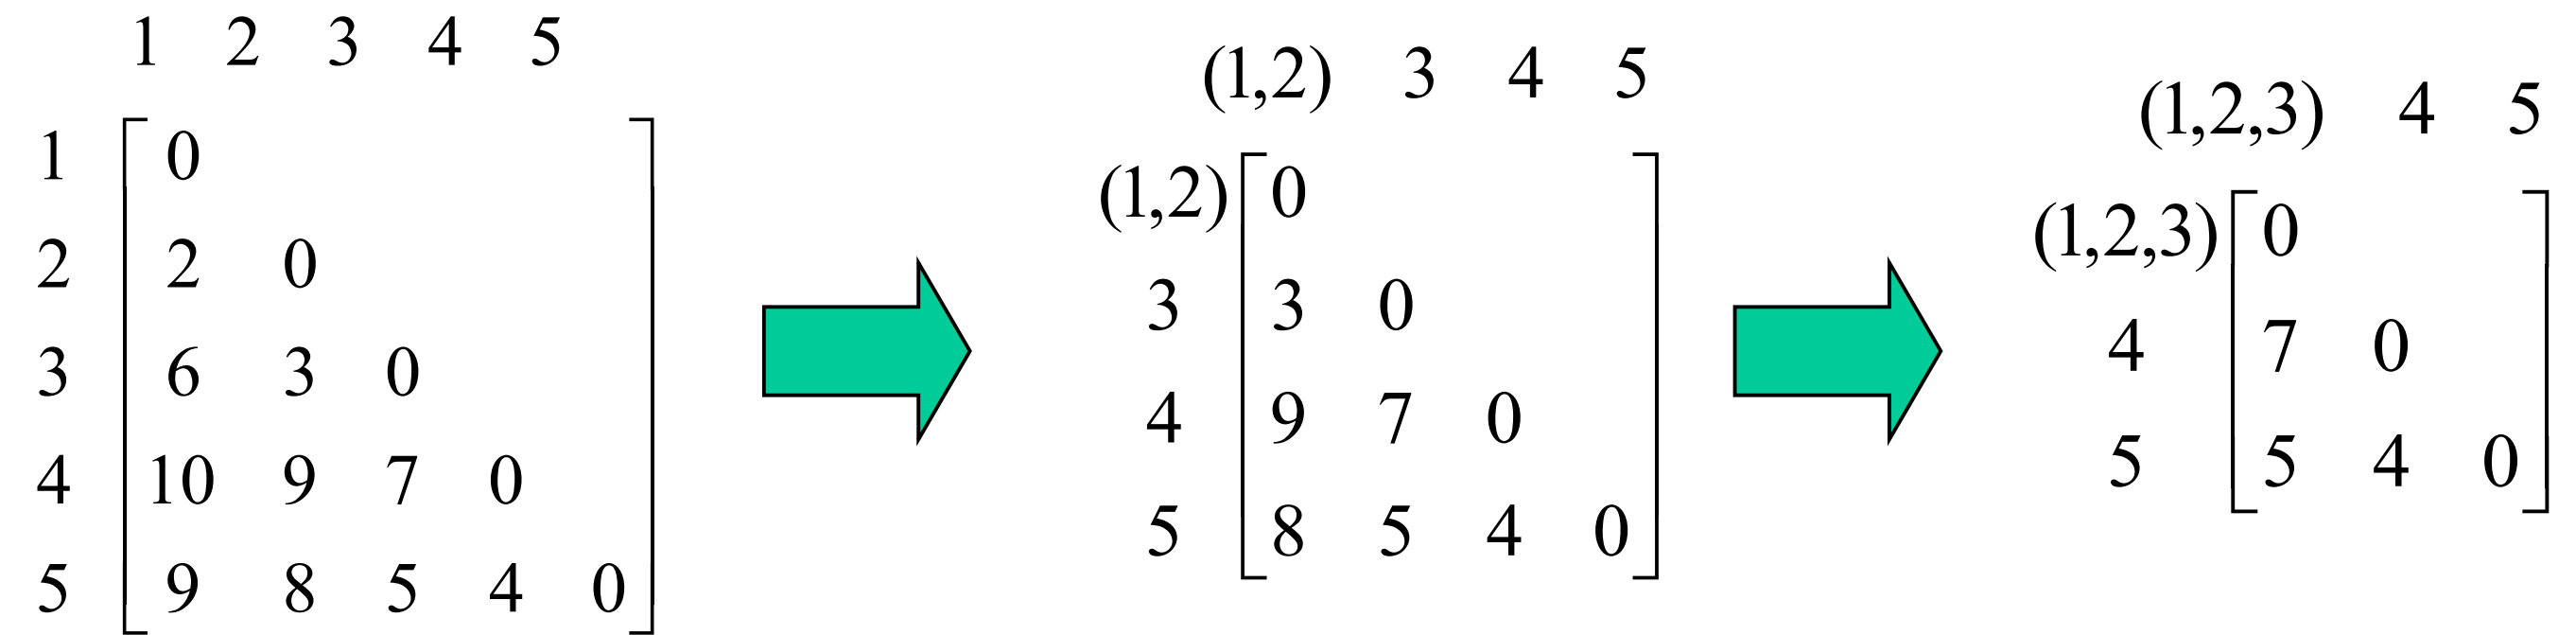 1 2 3 4 5
1 0
2 2 0
3 6 3 0
4 10 9 7 0
5 9 8 5 4 0
(1,2) 3 4 5
(1,2) 0
3 3 0
4 9 7 0
5 8 5 4 0
(1,2,3) 4 5
(1,2,3) 0
4 7 0
5 5 4 0